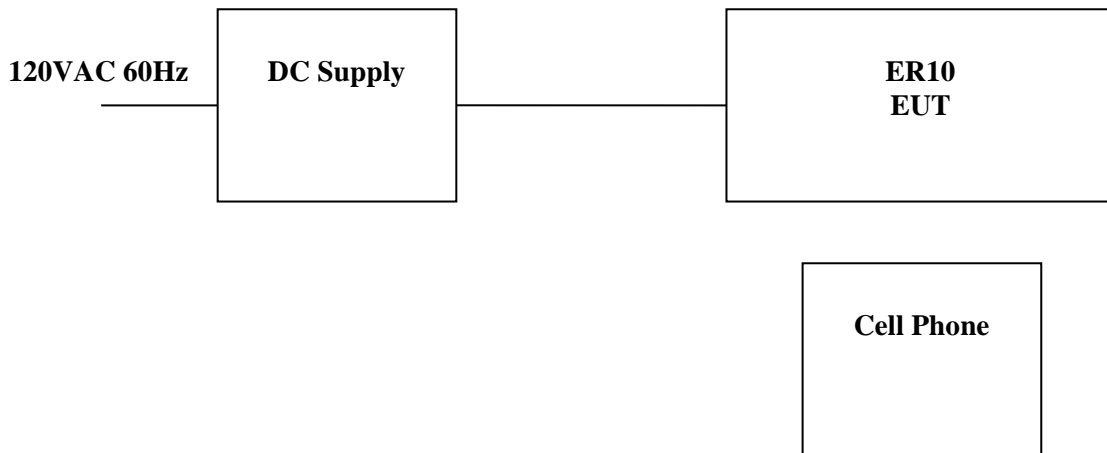 120VAC 60Hz
DC Supply
ER10
EUT
Cell Phone